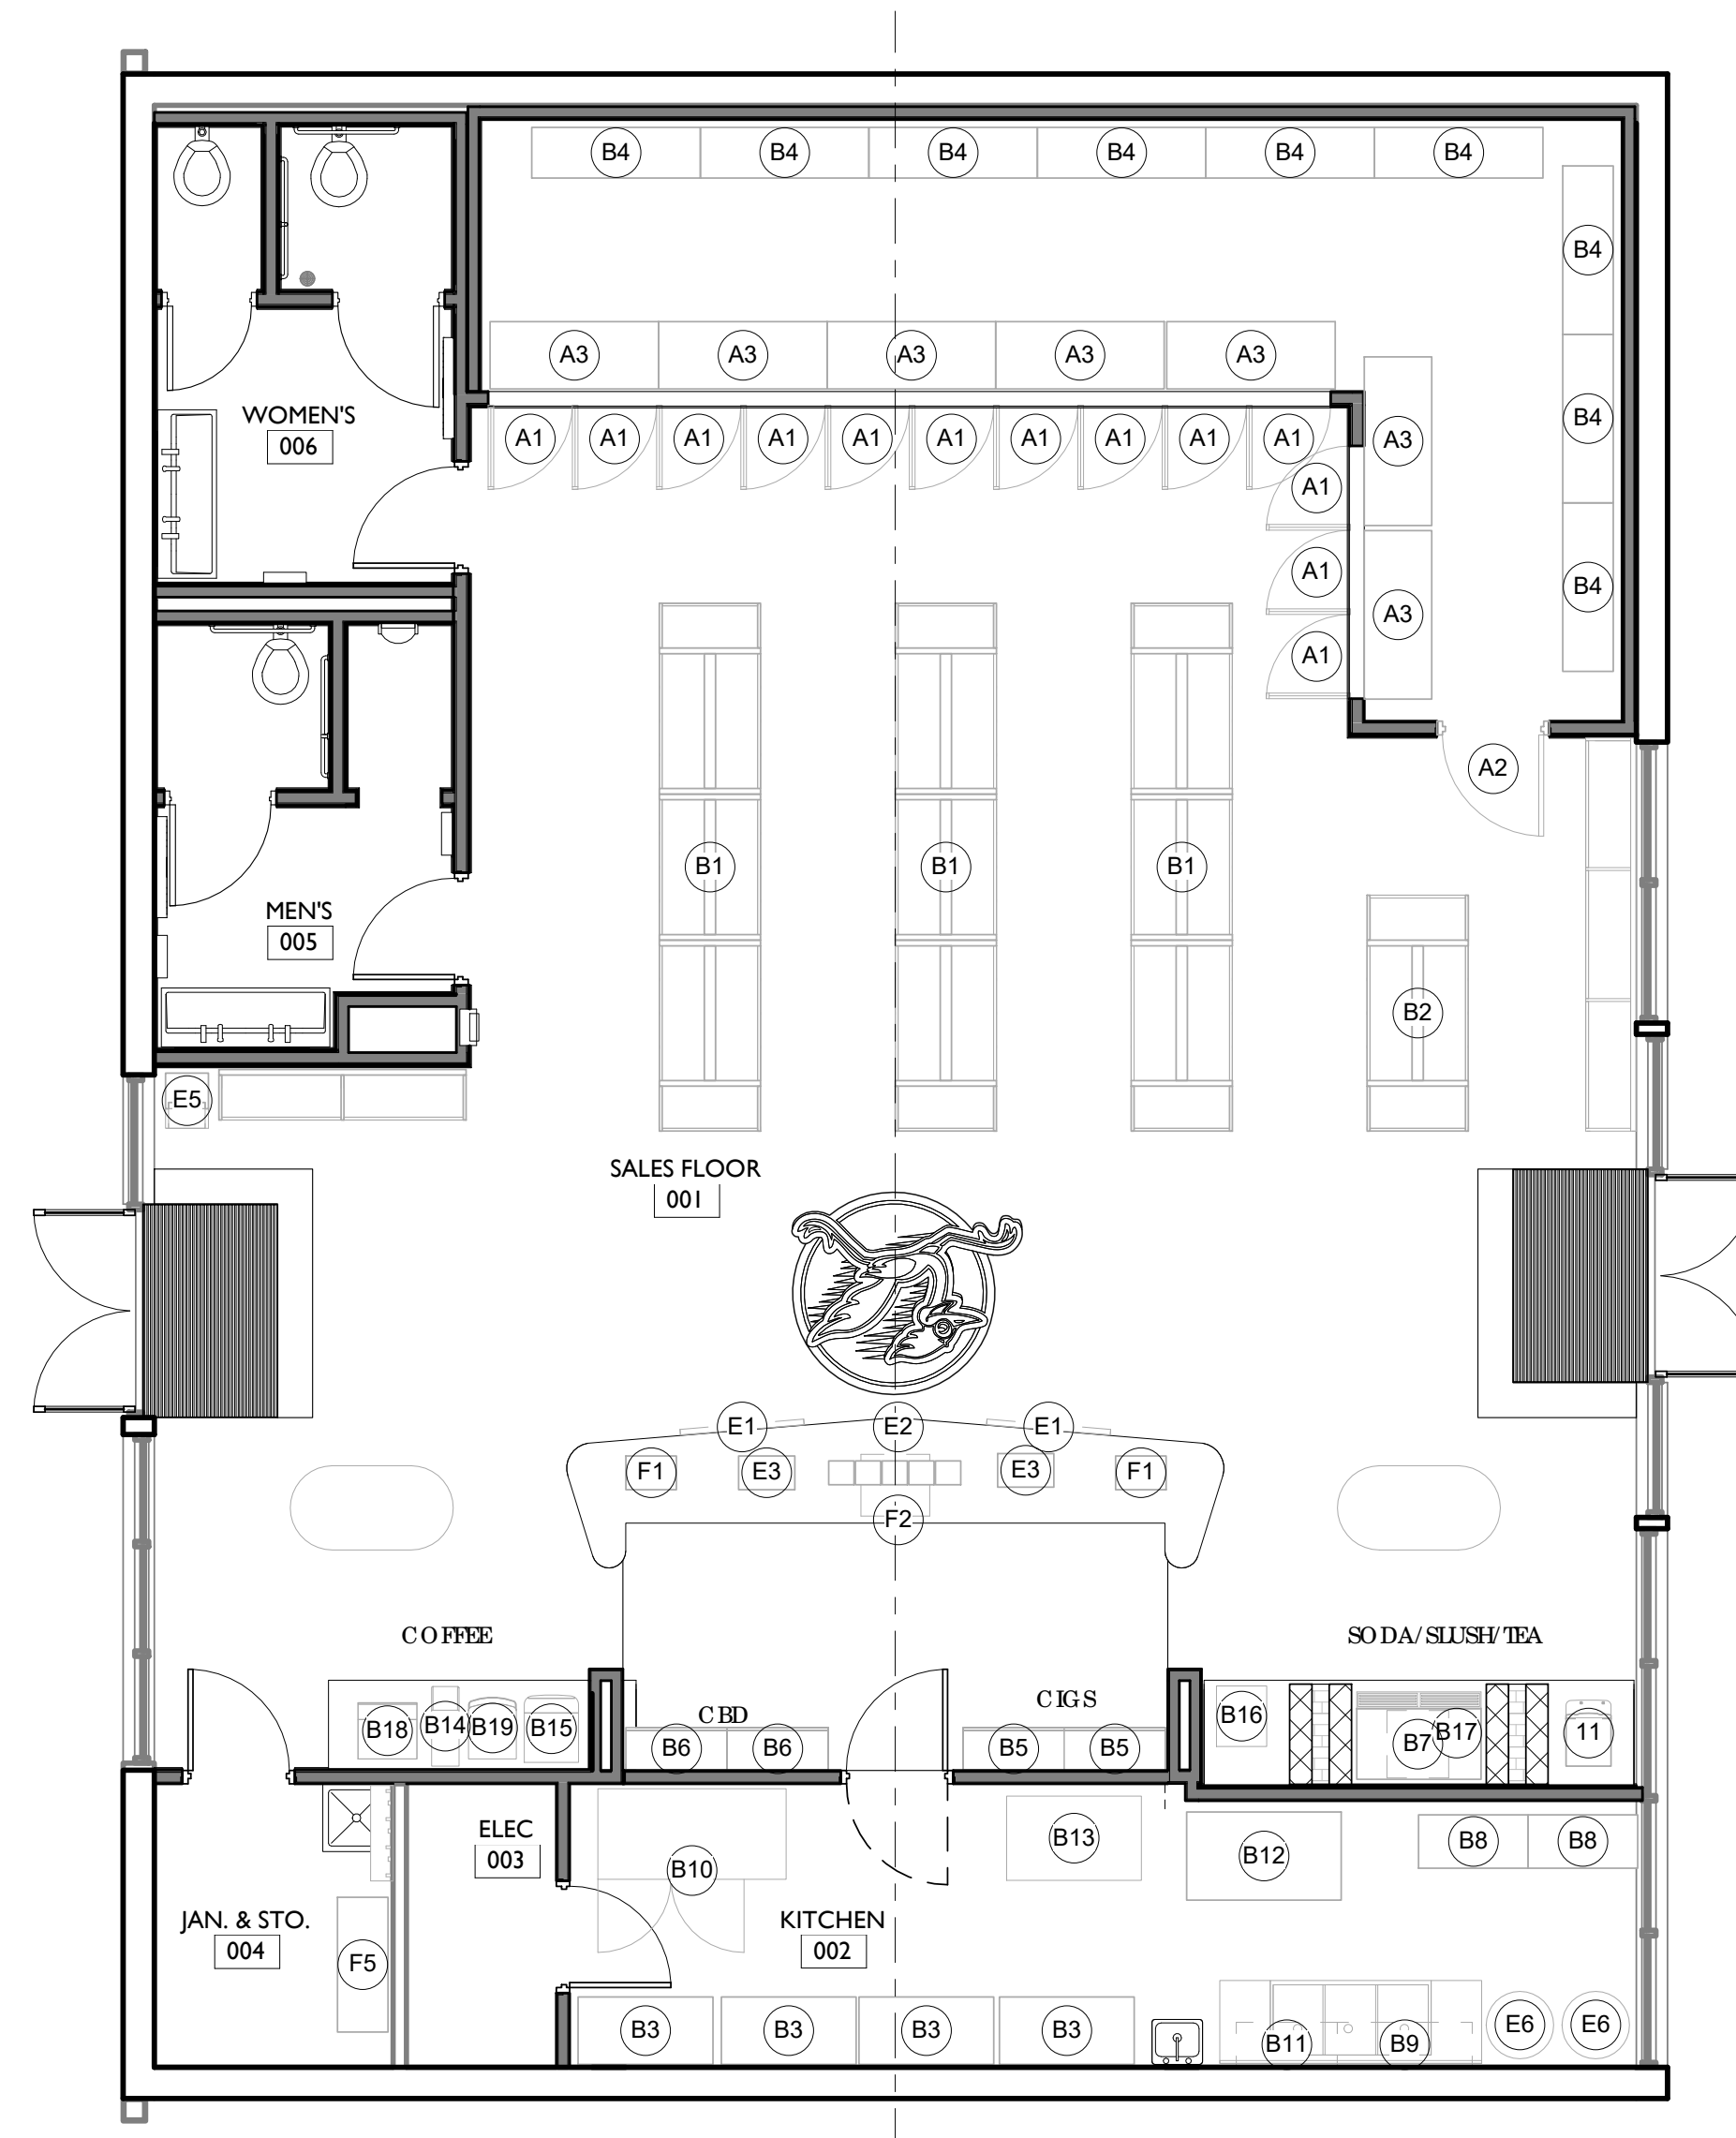 B4 B4 B4 B4 B4 B4
B4
A3 A3 A3 A3 A3
WOMEN'S
006
A1 A1 A1 A1 A1 A1 A1 A1 A1 A1
A3
B4
A1
A1
B4
A3
A1
A2
B1 B1 B1
MEN'S
005
B2
E5
SALES FLOOR
001
E1 E2 E1
F1 E3 E3 F1
F2
COFFEE
SODA/SLUSH/TEA
CBD
CIGS
B18 B14 B19 B15
B6 B6
B5 B5
B16 B7 B17 11
ELEC
003
B10
B13
B12
B8 B8
JAN. & STO.
004
F5
KITCHEN
002
B3 B3 B3 B3
B11 B9
E6 E6